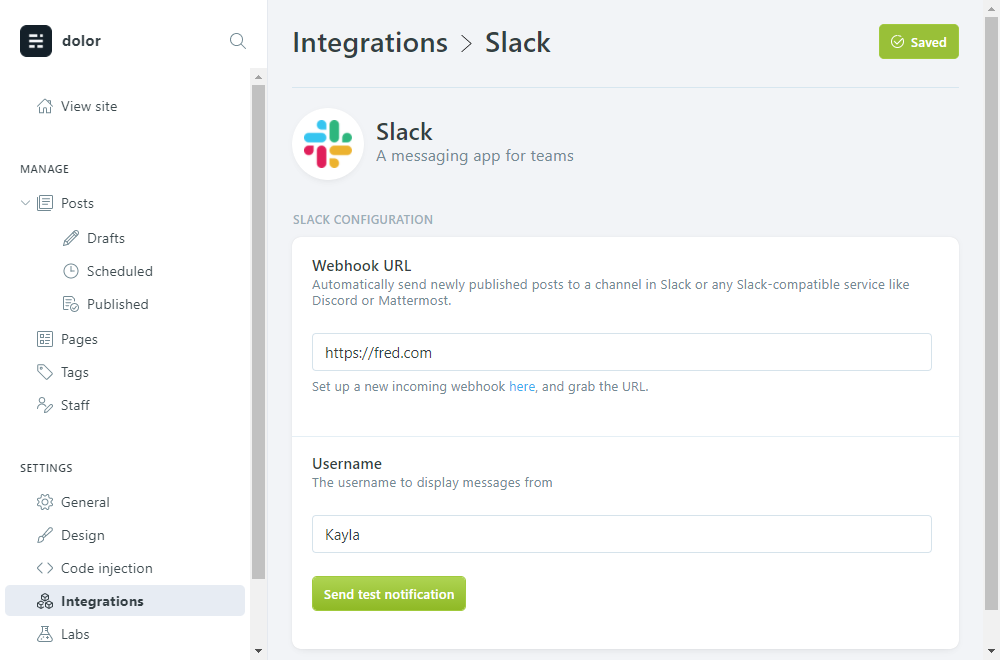 dolor
View site
MANAGE
Posts
Drafts
Scheduled
Published
Pages
Tags
Staff
SETTINGS
General
Design
Code injection
Integrations
Labs
Integrations > Slack
Saved
Slack
A messaging app for teams
SLACK CONFIGURATION
Webhook URL
Automatically send newly published posts to a channel in Slack or any Slack-compatible service like
Discord or Mattermost.
https://fred.com
Set up a new incoming webhook here, and grab the URL.
Username
The username to display messages from
Kayla
Send test notification